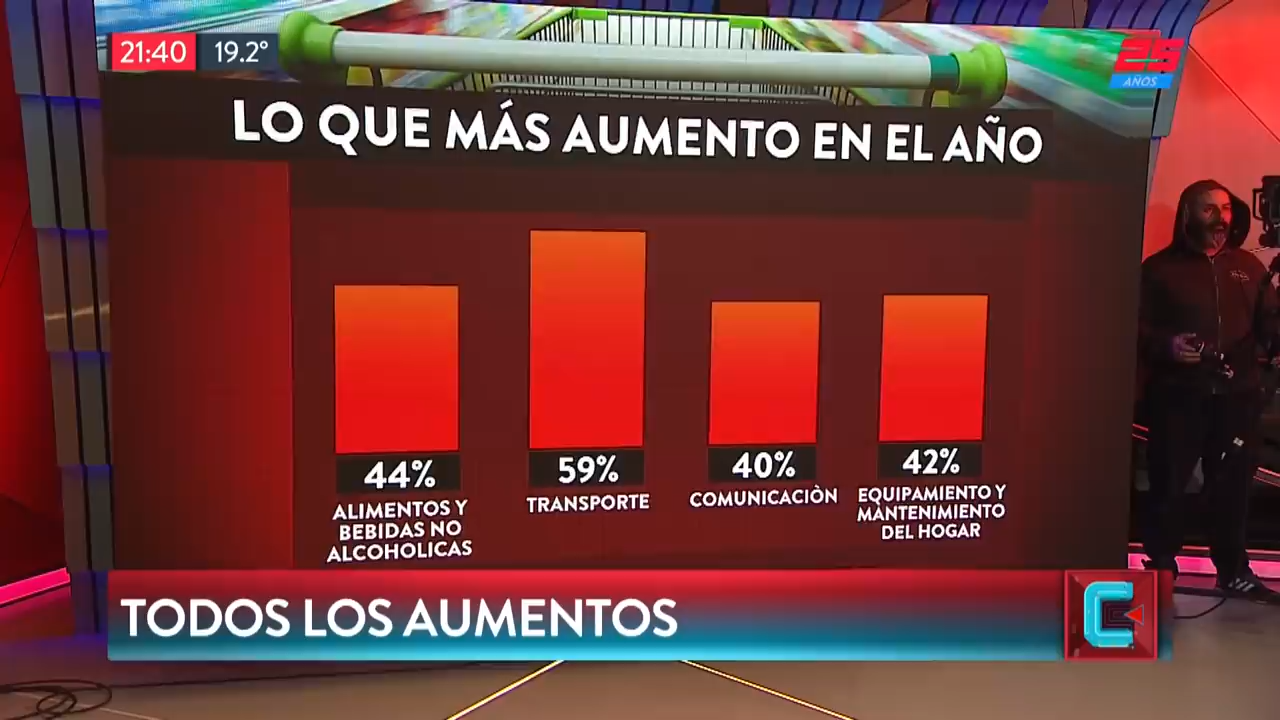 21:40 19.2°
25
AÑOS
LO QUE MÁS AUMENTO EN EL AÑO
44%
ALIMENTOS Y
BEBIDAS NO
ALCOHOLICAS
59%
TRANSPORTE
40%
COMUNICACIÒN
42%
EQUIPAMIENTO Y
MANTENIMIENTO
DEL HOGAR
TODOS LOS AUMENTOS
C